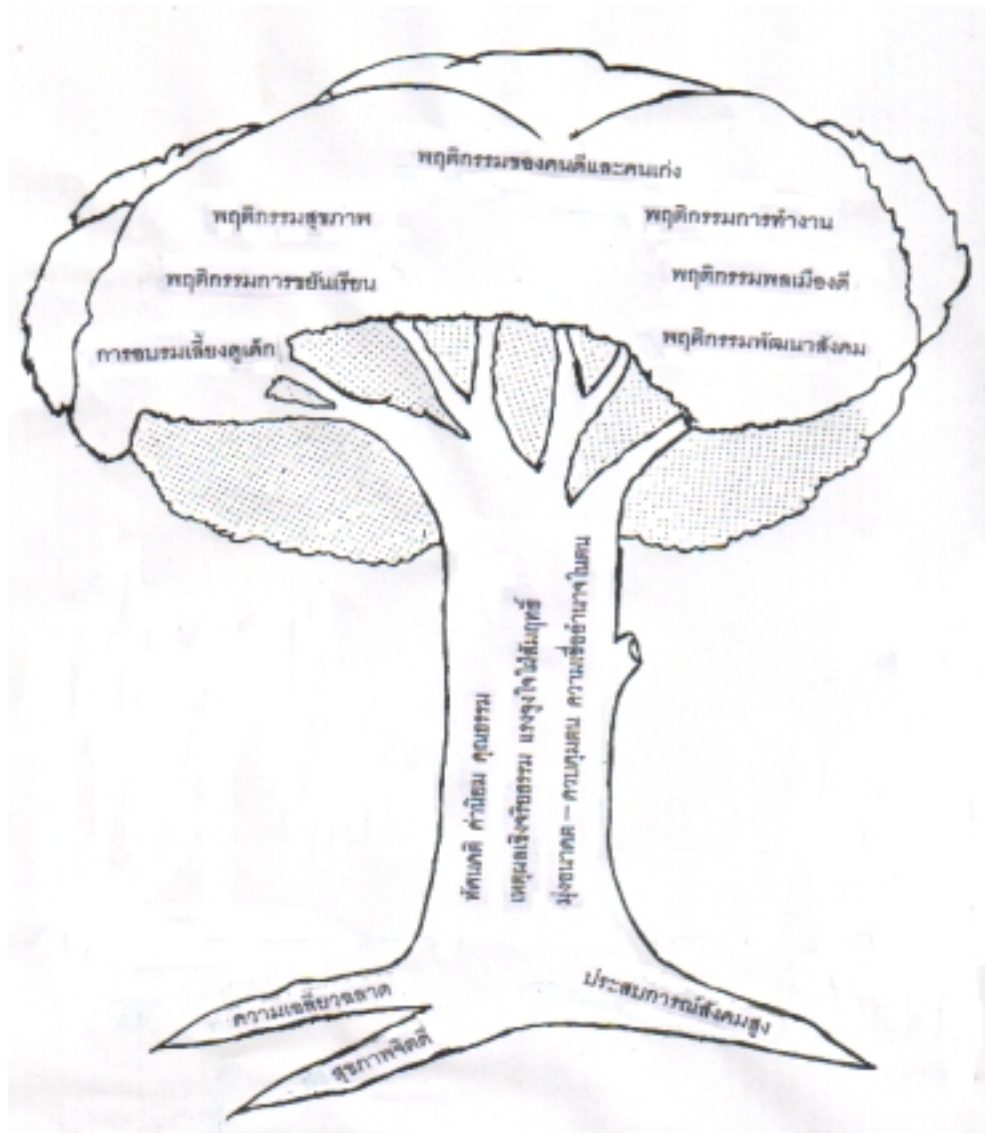 พฤติกรรมของคนดีและคนเก่ง
พฤติกรรมสุขภาพ
พฤติกรรมการทำงาน
พฤติกรรมการขยันเรียน
พฤติกรรมพลเมืองดี
การอบรมเลี้ยงดูเด็ก
พฤติกรรมพัฒนาสังคม
ทัศนคติ ค่านิยม คุณธรรม
เหตุผลเชิงจริยธรรม แรงจูงใจใฝ่สัมฤทธิ์
มุ่งอนาคต – ควบคุมตน ความเชื่ออำนาจในตน
ความเฉลียวฉลาด
ประสบการณ์สังคมสูง
สุขภาพจิตดี